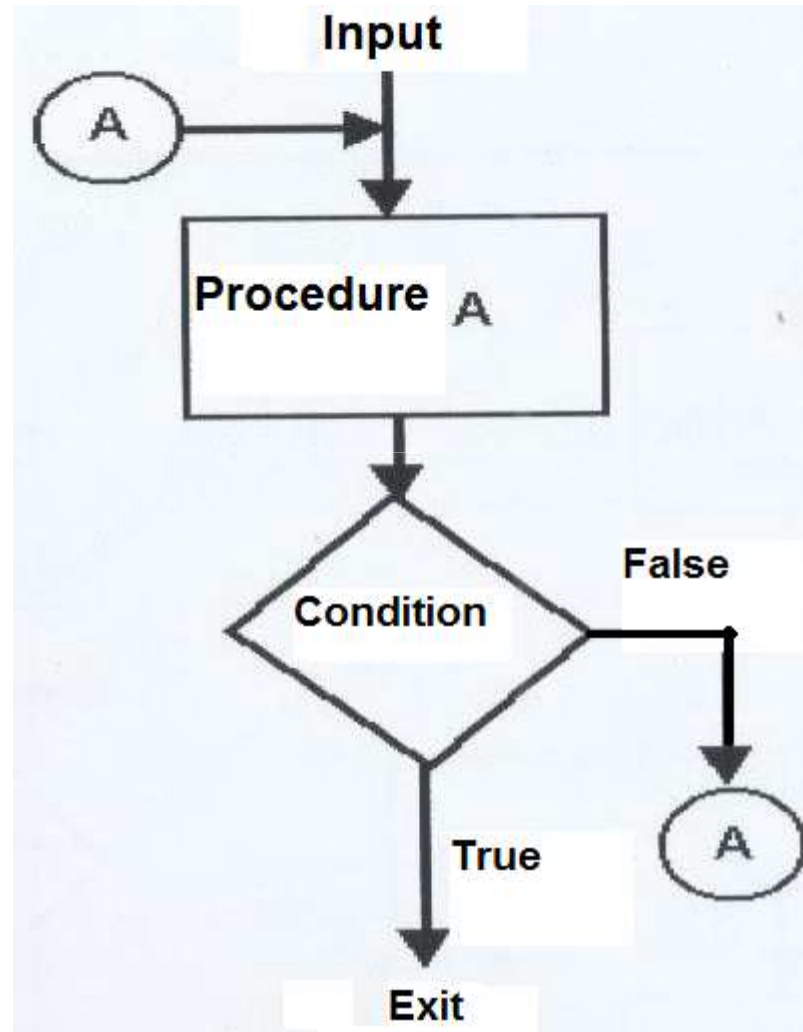 Input
A
Procedure A
Condition
False
True
A
Exit